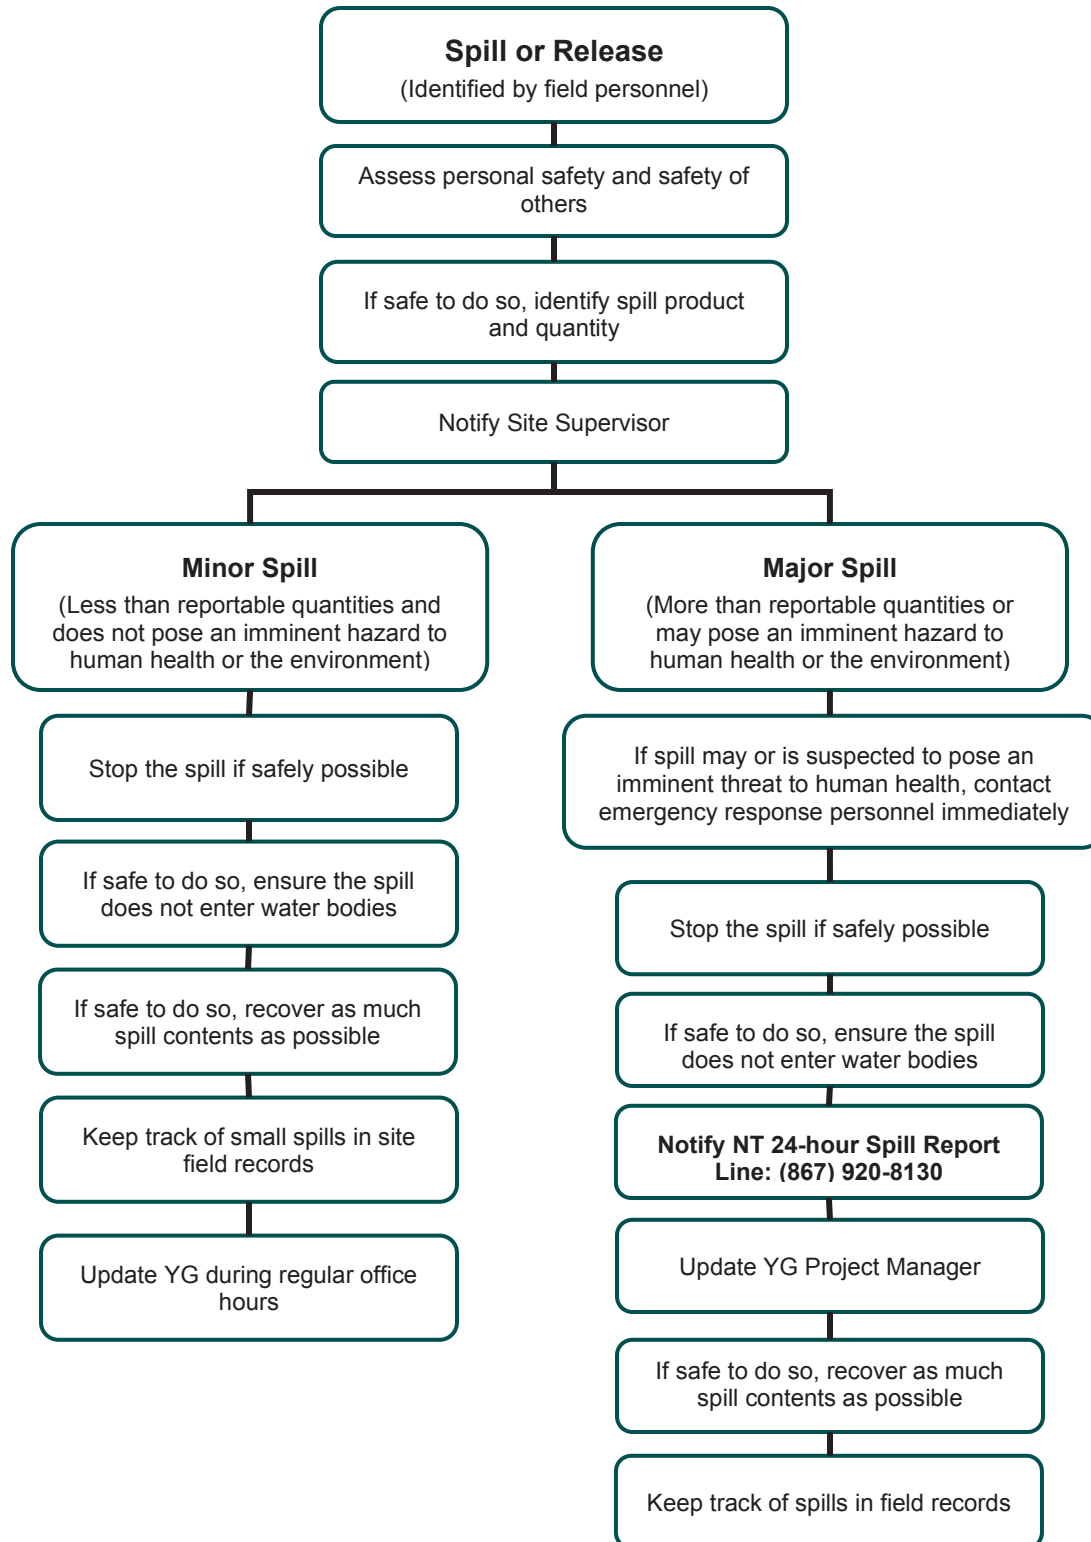 Spill or Release
(Identified by field personnel)
Assess personal safety and safety of
others
If safe to do so, identify spill product
and quantity
Notify Site Supervisor
Minor Spill
(Less than reportable quantities and
does not pose an imminent hazard to
human health or the environment)
Stop the spill if safely possible
If safe to do so, ensure the spill
does not enter water bodies
If safe to do so, recover as much
spill contents as possible
Keep track of small spills in site
field records
Update YG during regular office
hours
Major Spill
(More than reportable quantities or
may pose an imminent hazard to
human health or the environment)
If spill may or is suspected to pose an
imminent threat to human health, contact
emergency response personnel immediately
Stop the spill if safely possible
If safe to do so, ensure the spill
does not enter water bodies
Notify NT 24-hour Spill Report
Line: (867) 920-8130
Update YG Project Manager
If safe to do so, recover as much
spill contents as possible
Keep track of spills in field records